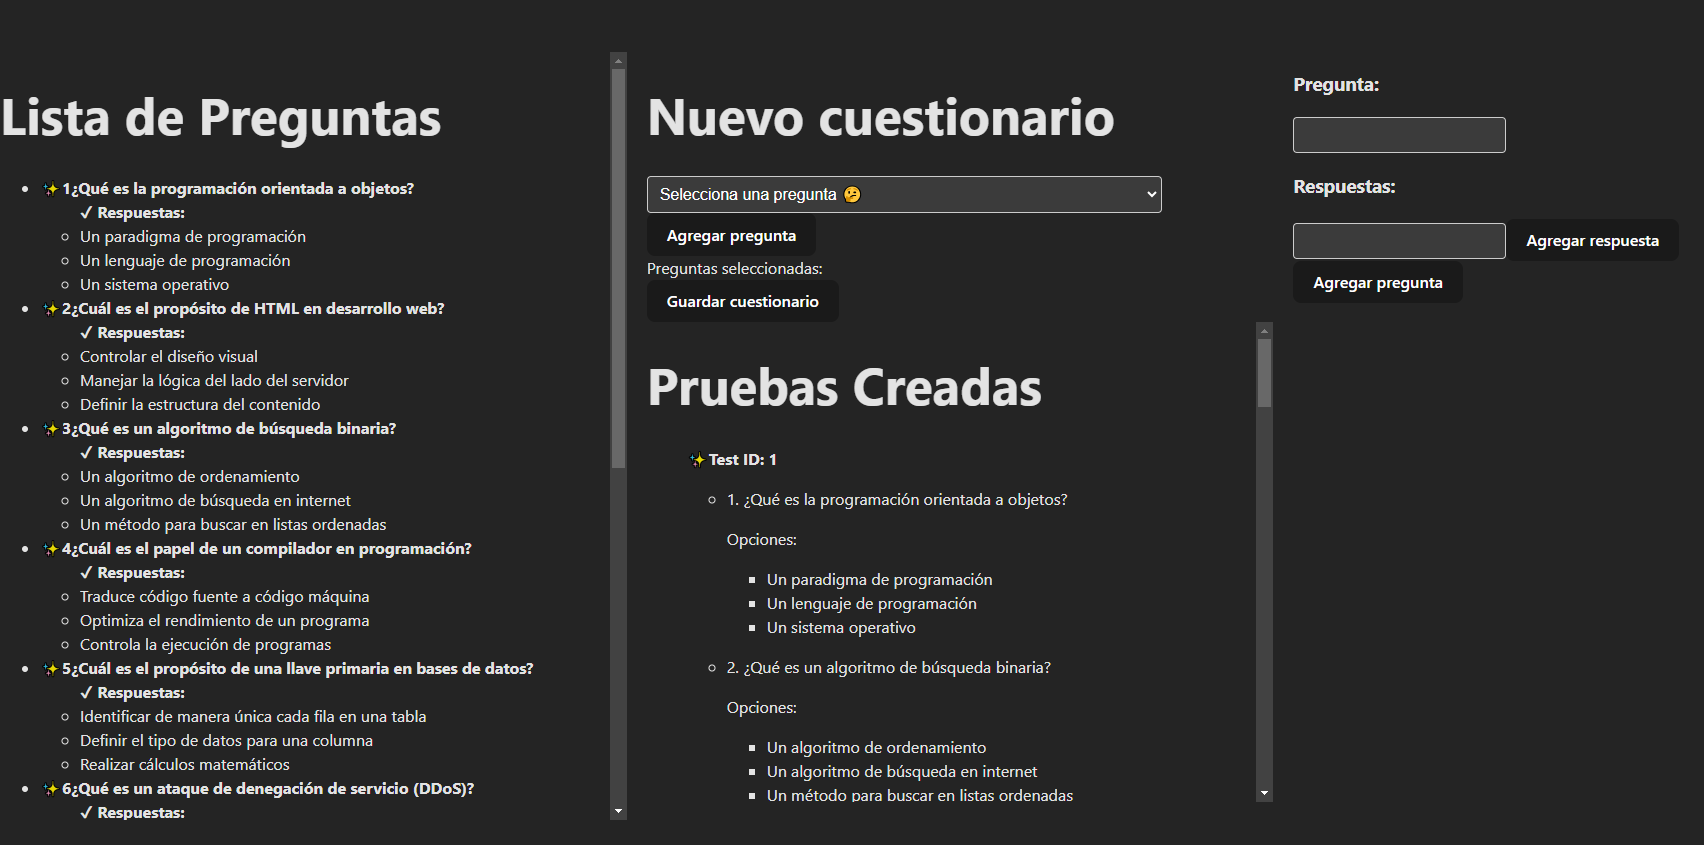 Lista de Preguntas
✨ 1¿Qué es la programación orientada a objetos?
✓ Respuestas:
Un paradigma de programación
Un lenguaje de programación
Un sistema operativo
✨ 2¿Cuál es el propósito de HTML en desarrollo web?
✓ Respuestas:
Controlar el diseño visual
Manejar la lógica del lado del servidor
Definir la estructura del contenido
✨ 3¿Qué es un algoritmo de búsqueda binaria?
✓ Respuestas:
Un algoritmo de ordenamiento
Un algoritmo de búsqueda en internet
Un método para buscar en listas ordenadas
✨ 4¿Cuál es el papel de un compilador en programación?
✓ Respuestas:
Traduce código fuente a código máquina
Optimiza el rendimiento de un programa
Controla la ejecución de programas
✨ 5¿Cuál es el propósito de una llave primaria en bases de datos?
✓ Respuestas:
Identificar de manera única cada fila en una tabla
Definir el tipo de datos para una columna
Realizar cálculos matemáticos
✨ 6¿Qué es un ataque de denegación de servicio (DDoS)?
✓ Respuestas:
Nuevo cuestionario
Selecciona una pregunta 🤔
Agregar pregunta
Preguntas seleccionadas:
Guardar cuestionario
Pruebas Creadas
✨ Test ID: 1
1. ¿Qué es la programación orientada a objetos?
Opciones:
Un paradigma de programación
Un lenguaje de programación
Un sistema operativo
2. ¿Qué es un algoritmo de búsqueda binaria?
Opciones:
Un algoritmo de ordenamiento
Un algoritmo de búsqueda en internet
Un método para buscar en listas ordenadas
Pregunta:
Respuestas:
Agregar respuesta
Agregar pregunta